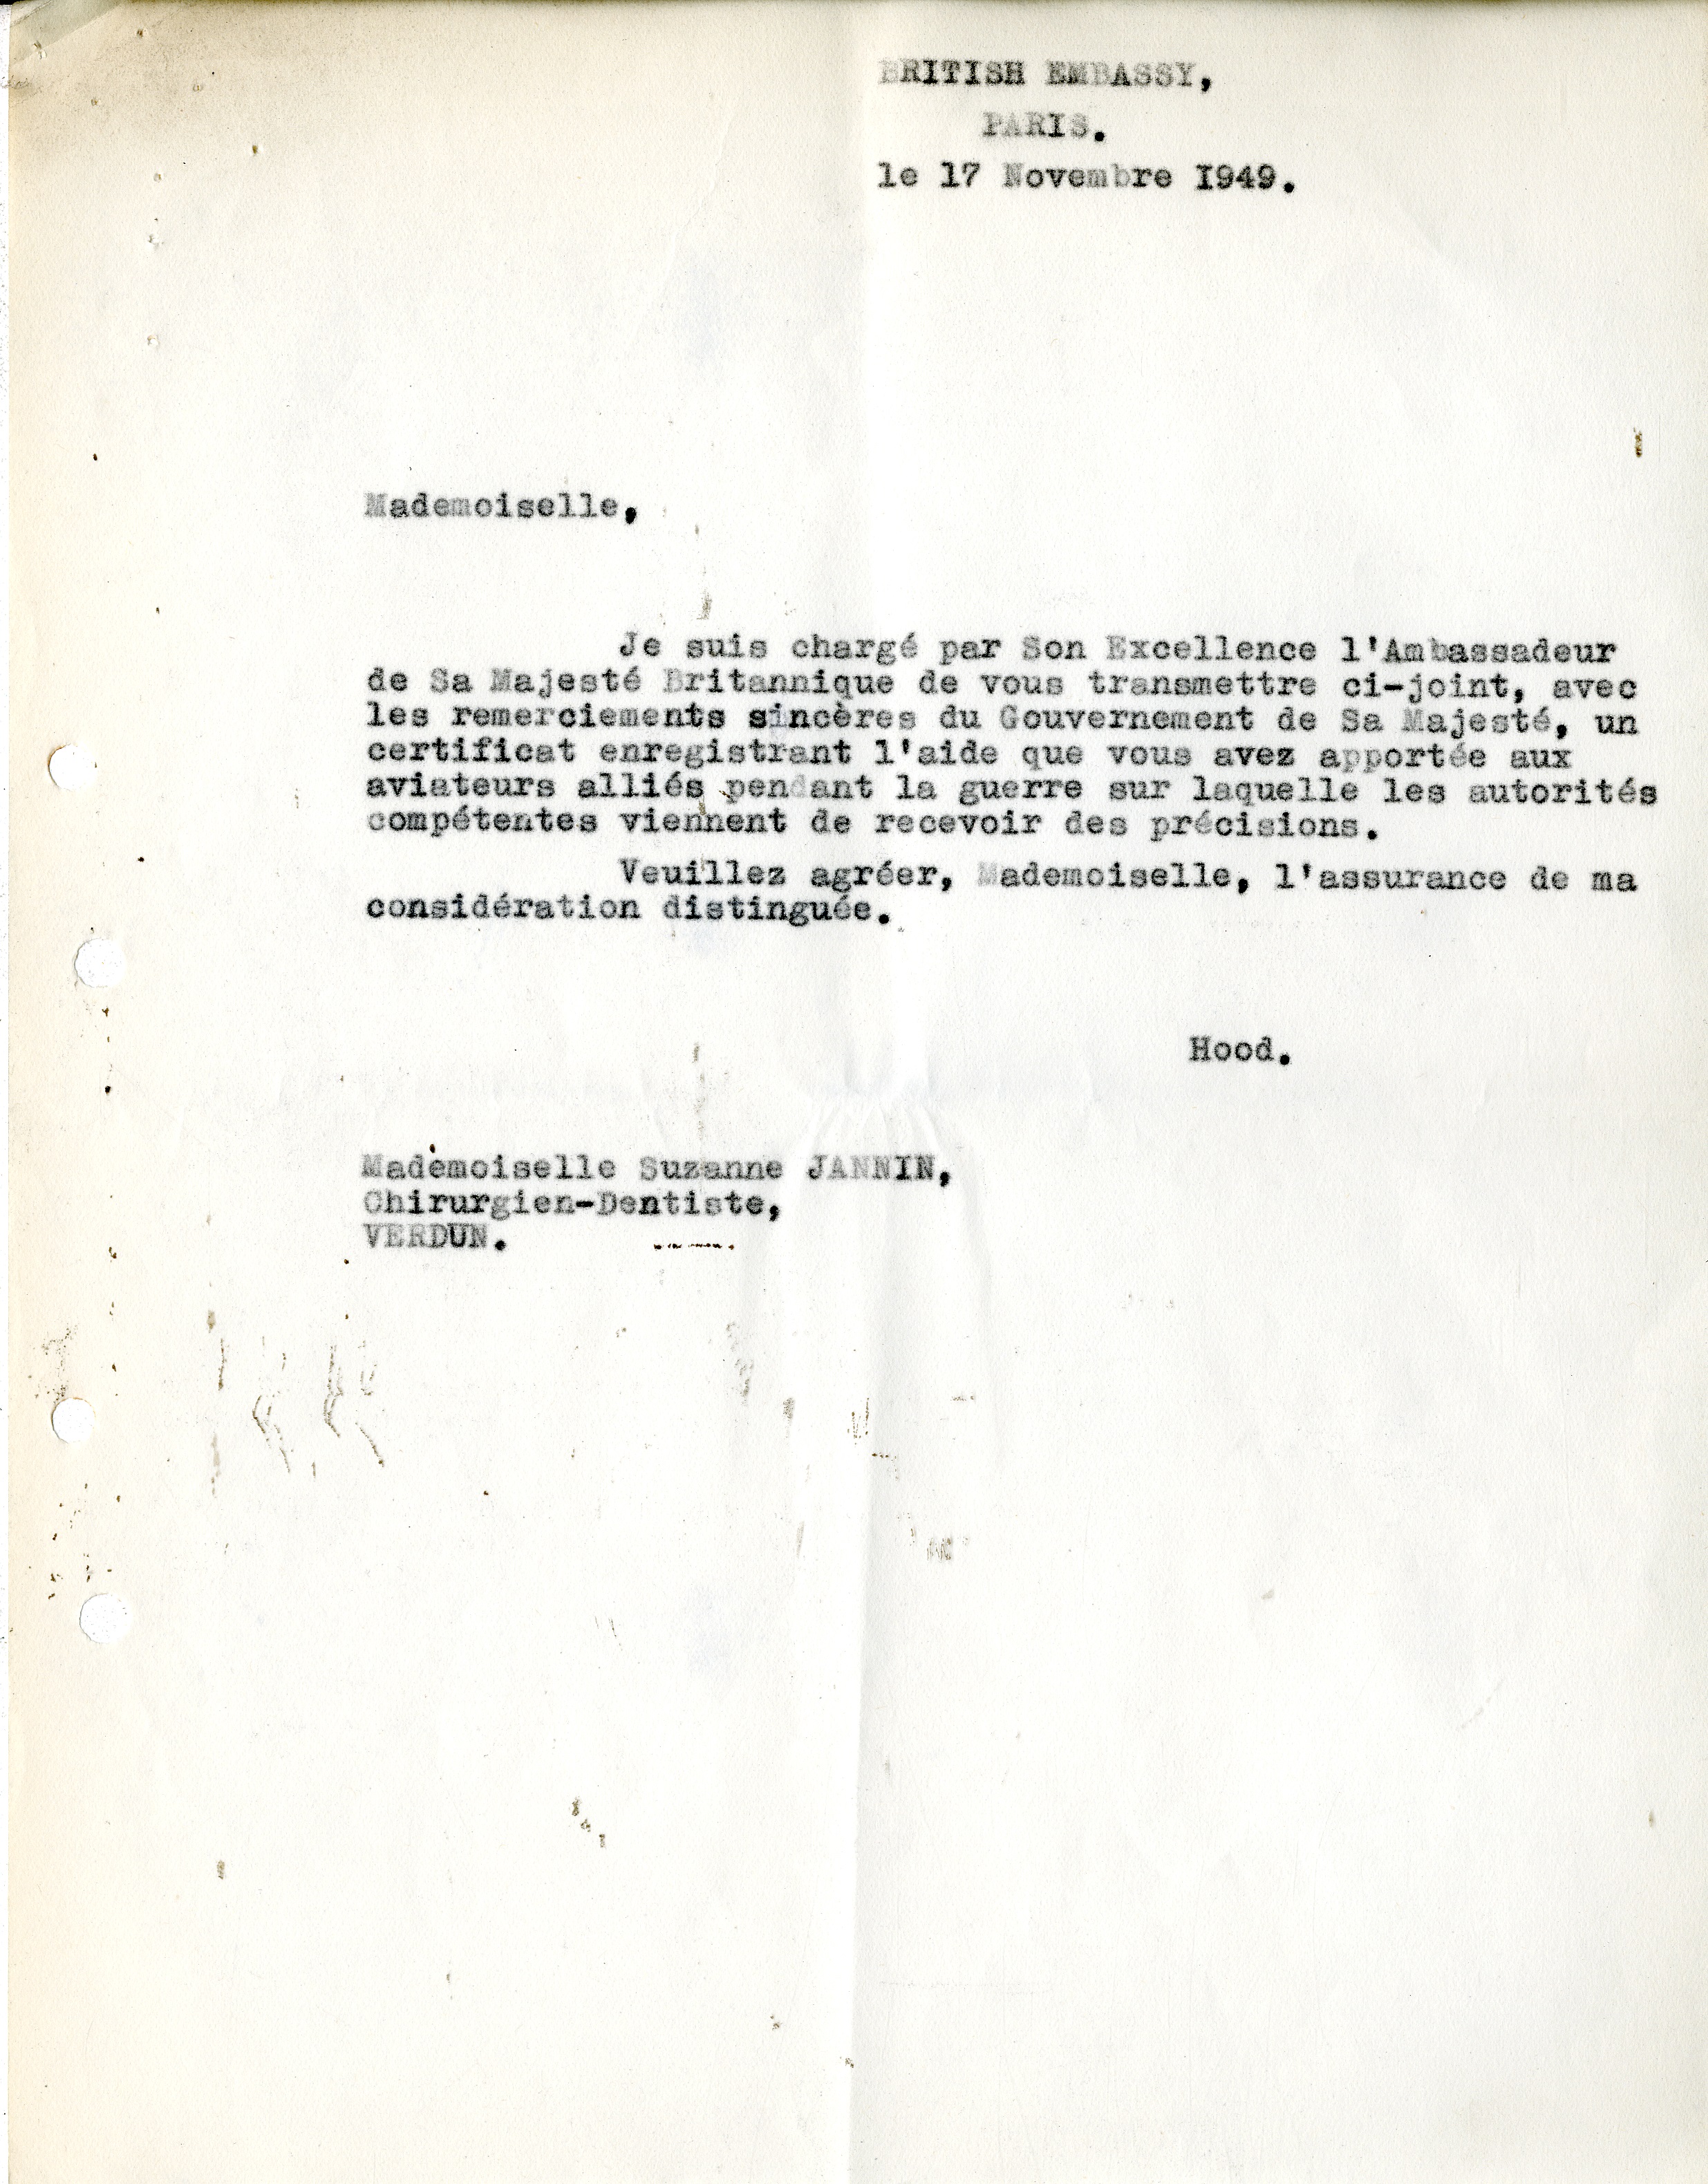 BRITISH EMBASSY,
PARIS.
le 17 Novembre I949.
Mademoiselle,
Je suis chargé par Son Excellence l'Ambassadeur
de Sa Majesté Britannique de vous transmettre ci-joint, avec
les remerciements sincères du Gouvernement de Sa Majesté, un
certificat enregistrant l'aide que vous avez apportée aux
aviateurs alliés pendant la guerre sur laquelle les autorités
compétentes viennent de recevoir des précisions.
Veuillez agréer, Mademoiselle, l'assurance de ma
considération distinguée.
Hood.
Mademoiselle Suzanne JANNIN,
Chirurgien-Dentiste,
VERDUN.